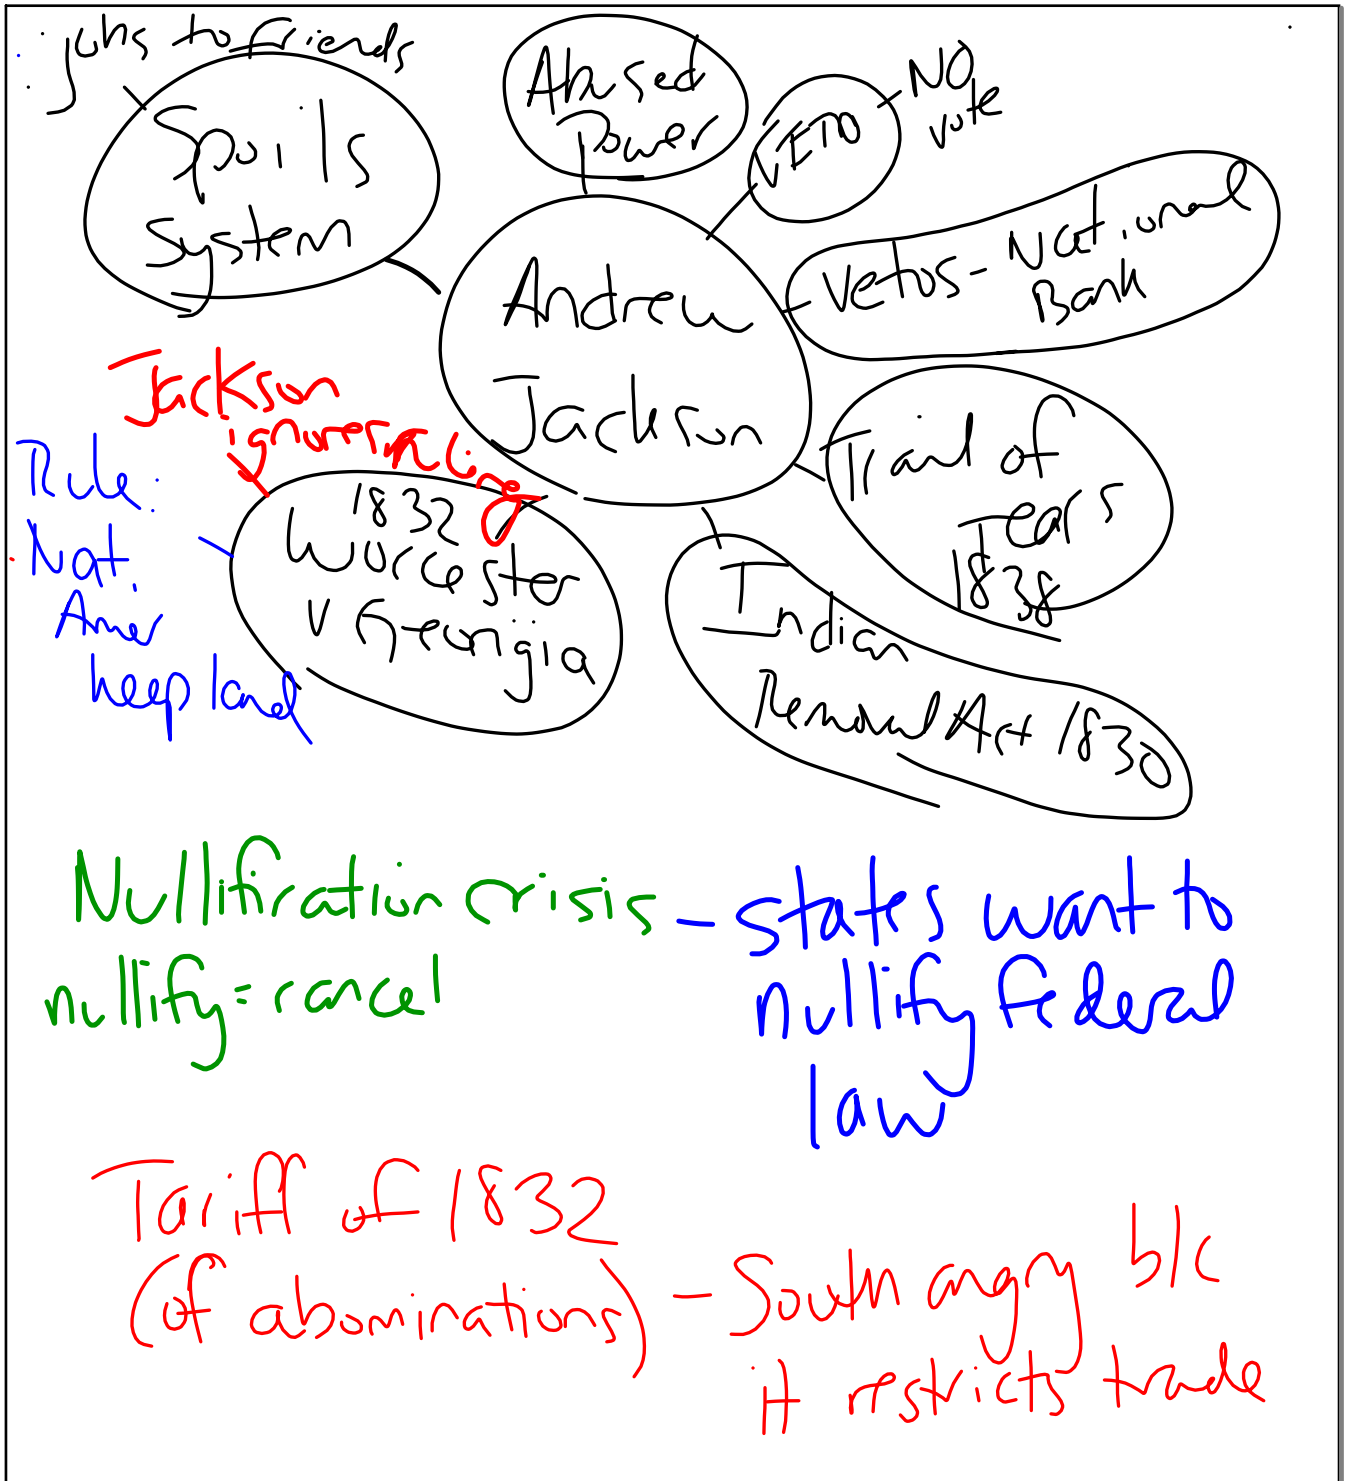 jobs to friends
Spoils
System
Abused
Power
VETO
NO
vote
Vetos - National
Bank
Andrew
Jackson
Trail of
Tears
1838
Jackson
ignores ruling
Rule:
Nat.
Amer
keep land
1832
Worcester
v Georgia
Indian
Removal Act 1830
Nullification crisis - states want to
nullify = cancel
nullify federal
law
Tariff of 1832
(of abominations) - South angry b/c
it restricts trade